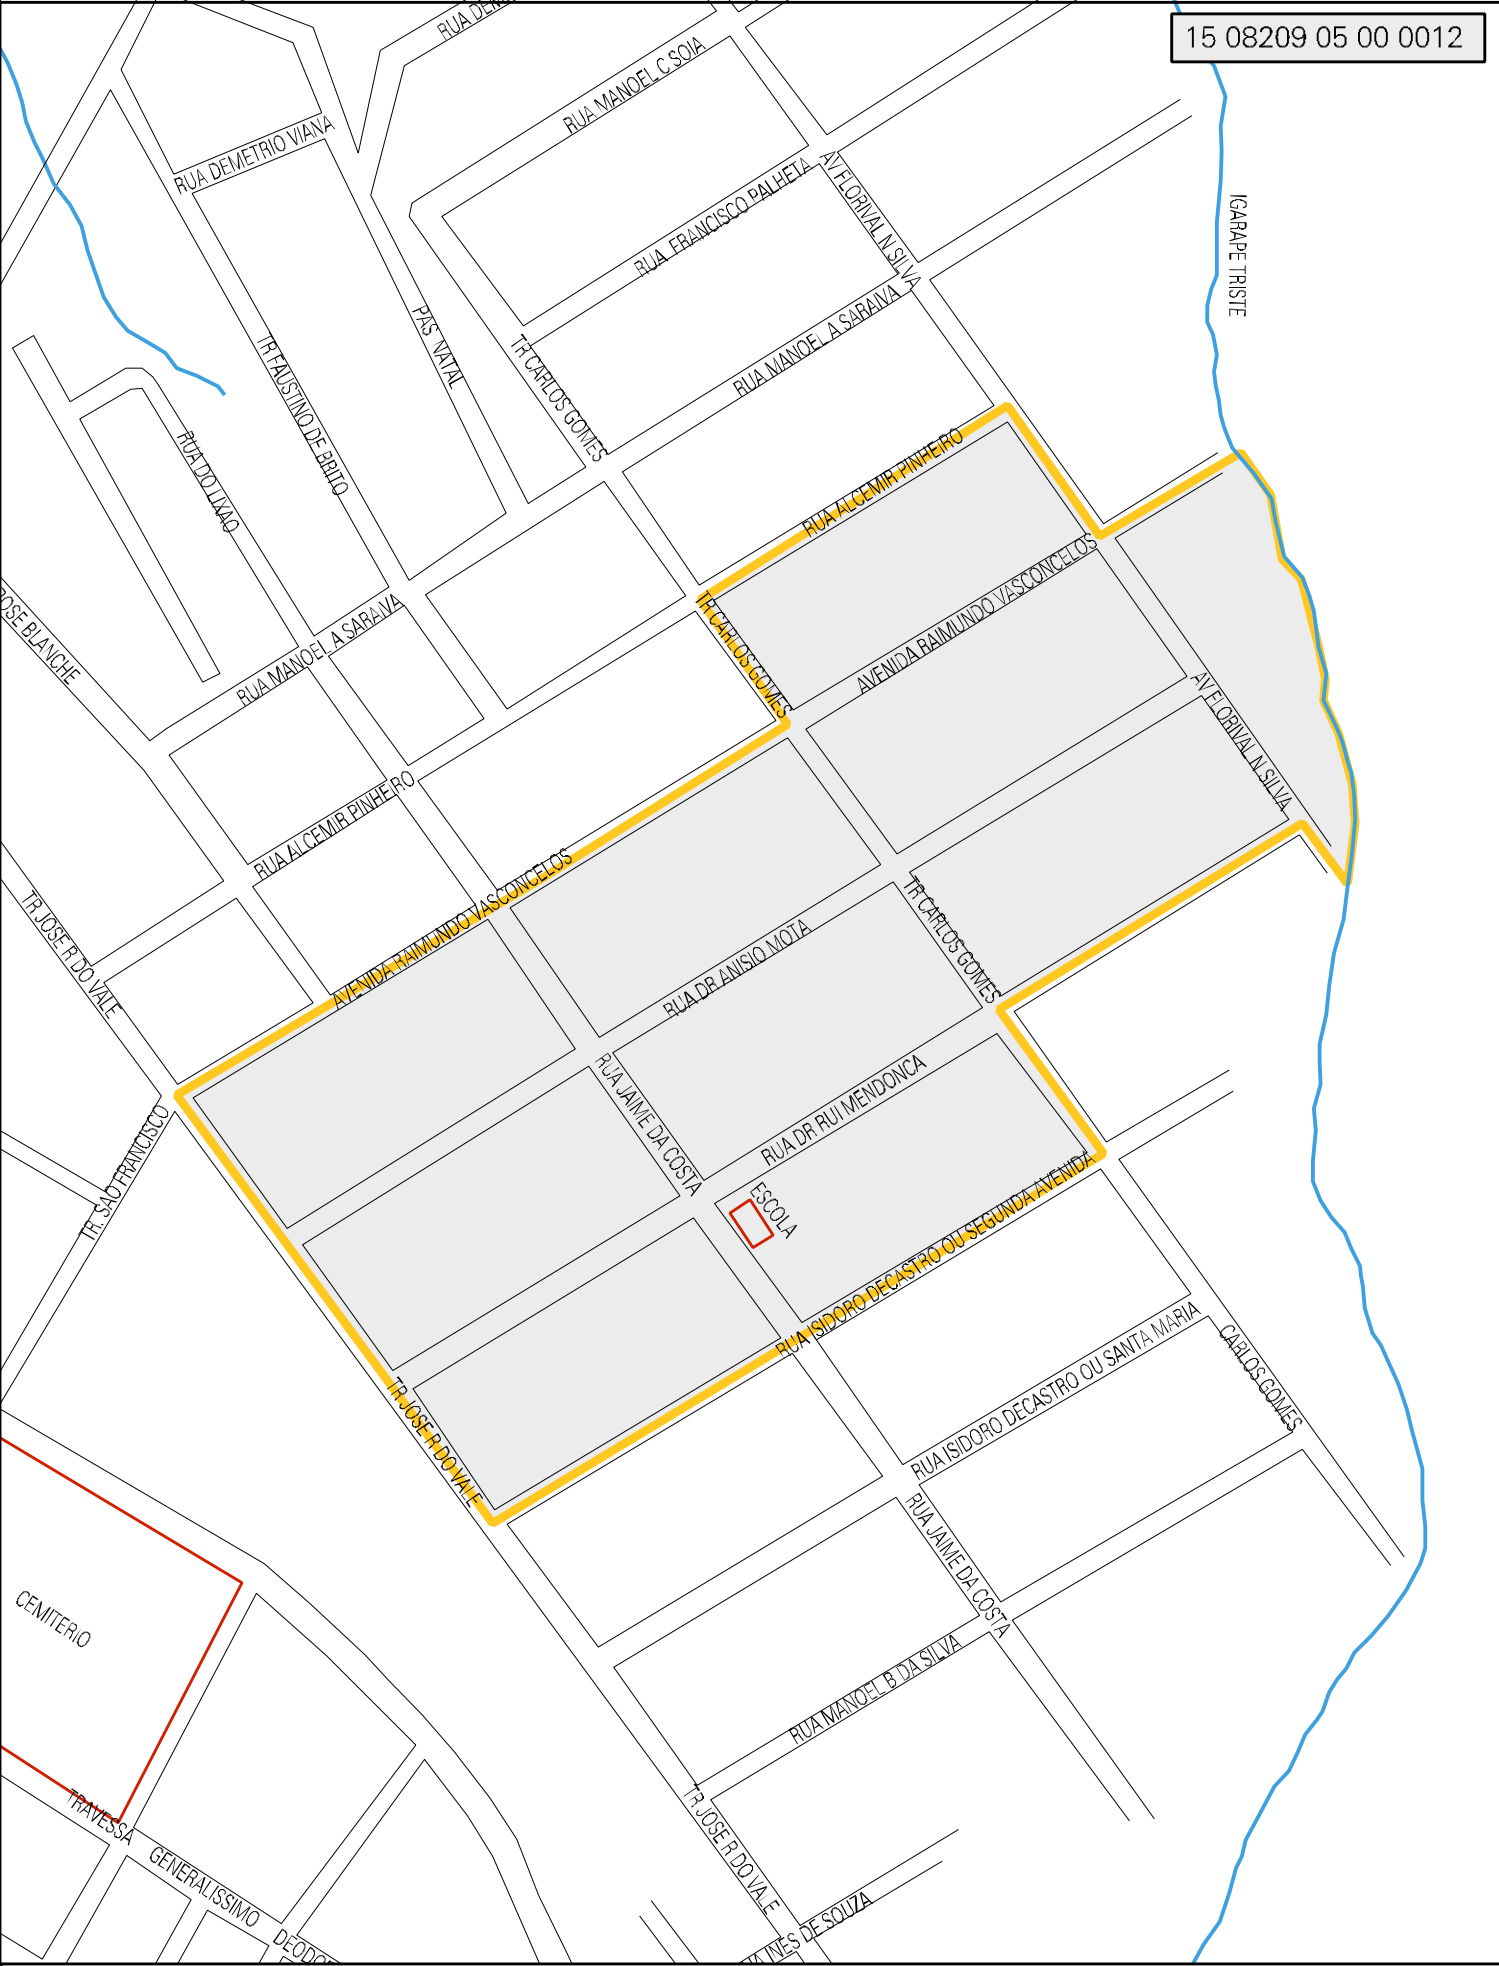 15 08209 05 00 0012
RUA MANOEL C SOIA
RUA DEMETRIO VIANA
RUA FRANCISCO PALHETA
AV FLORIVAL N SILVA
IGARAPE TRISTE
RUA MANOEL A SARAIVA
PAS NATAL
TR CARLOS GOMES
TR FAUSTINO DE BRITO
RUA DO LIXAO
RUA ALCEMIR PINHEIRO
AVENIDA RAIMUNDO VASCONCELOS
TR CARLOS GOMES
BLANCHE
RUA MANOEL A SARAIVA
AV FLORIVAL N SILVA
RUA ALCEMIR PINHEIRO
AVENIDA RAIMUNDO VASCONCELOS
TR JOSE R DO VALE
RUA DR ANISIO MOTA
TR CARLOS GOMES
RUA JAIME DA COSTA
RUA DR RUI MENDONCA
TR. SAO FRANCISCO
ESCOLA
RUA ISIDORO DECASTRO OU SEGUNDA AVENIDA
RUA ISIDORO DECASTRO OU SANTA MARIA
CARLOS GOMES
TR JOSE R DO VALE
RUA JAIME DA COSTA
CEMITERIO
RUA MANOEL B DA SILVA
TR JOSE R DO VALE
TRAVESSA
GENERALISSIMO
INES DE SOUZA